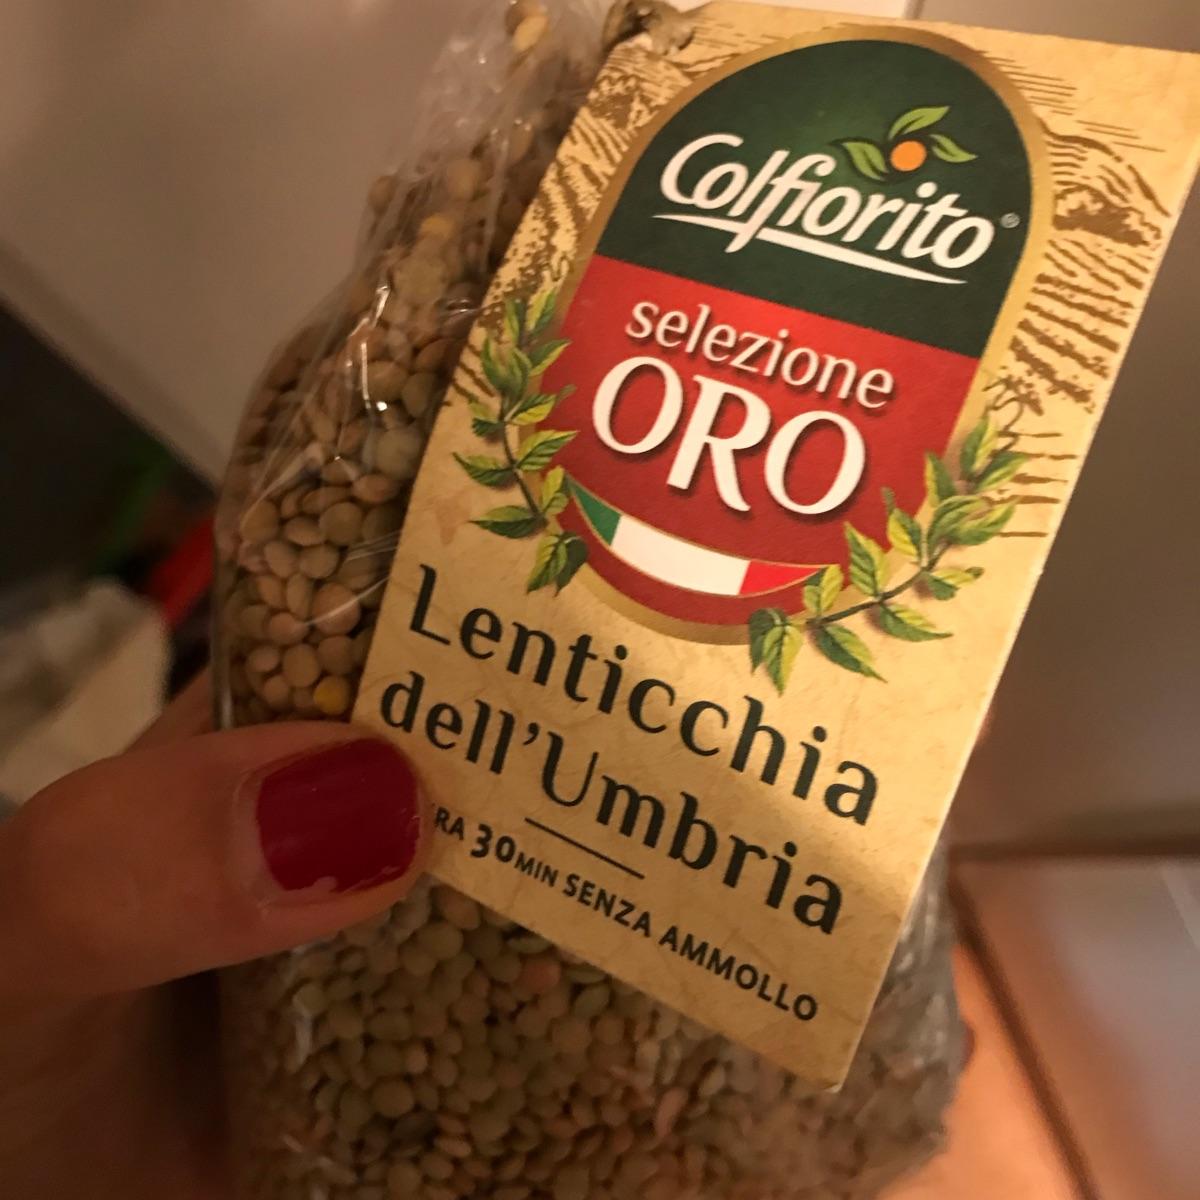 Colfiorito®
selezione
ORO
Lenticchia
dell'Umbria
30MIN SENZA AMMOLLO